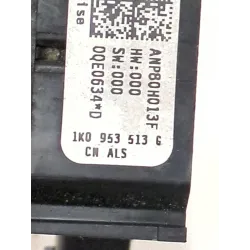 ANP80H013F
HW:000
SW:000
0QE0634*D
1K0 953 513 G
CN ALS